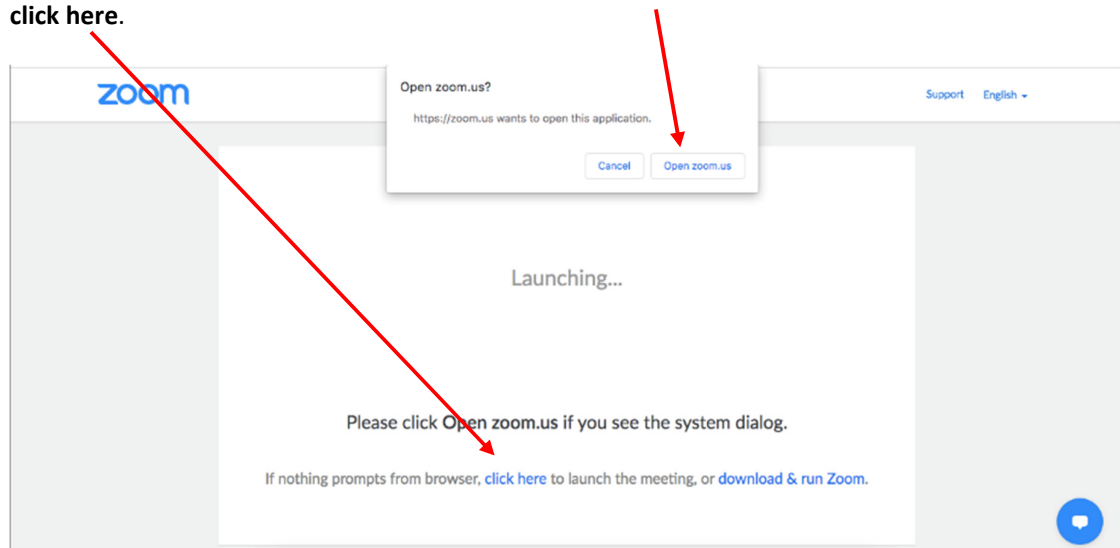 click here.
zoom
Support English
Open zoom.us?
https://zoom.us wants to open this application.
Cancel Open zoom.us
Launching...
Please click Open zoom.us if you see the system dialog.
If nothing prompts from browser, click here to launch the meeting, or download & run Zoom.